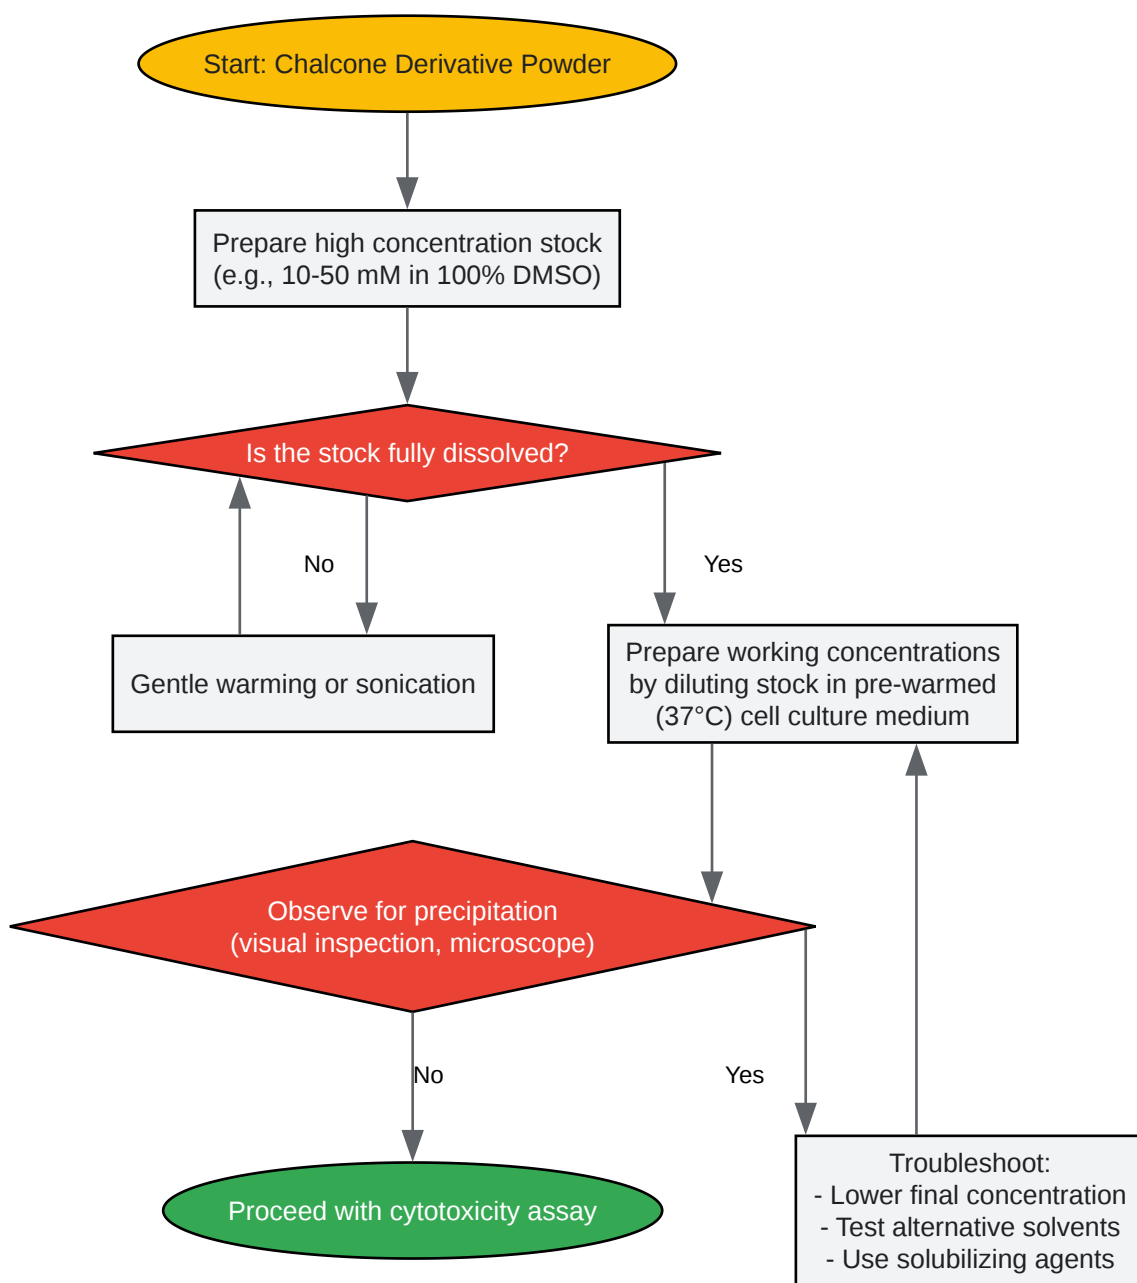 Start: Chalcone Derivative Powder
Prepare high concentration stock
(e.g., 10-50 mM in 100% DMSO)
Is the stock fully dissolved?
No
Yes
Gentle warming or sonication
Prepare working concentrations
by diluting stock in pre-warmed
(37°C) cell culture medium
Observe for precipitation
(visual inspection, microscope)
No
Yes
Proceed with cytotoxicity assay
Troubleshoot:
- Lower final concentration
- Test alternative solvents
- Use solubilizing agents